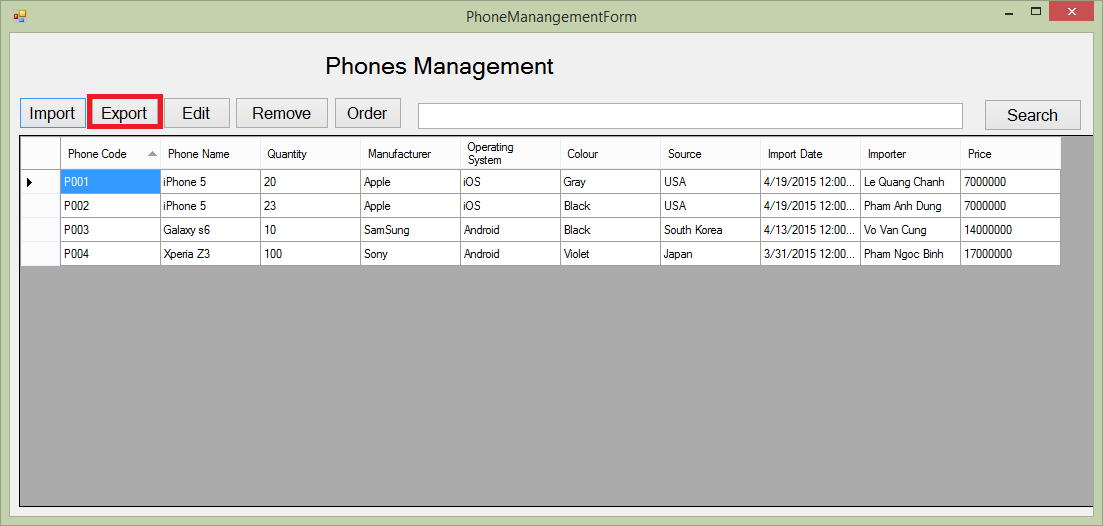 PhoneManangementForm
Phones Management
Import Export Edit Remove Order Search
Phone Code Phone Name Quantity Manufacturer Operating System Colour Source Import Date Importer Price
P001 iPhone 5 20 Apple iOS Gray USA 4/19/2015 12:00... Le Quang Chanh 7000000
P002 iPhone 5 23 Apple iOS Black USA 4/19/2015 12:00... Pham Anh Dung 7000000
P003 Galaxy s6 10 SamSung Android Black South Korea 4/13/2015 12:00... Vo Van Cung 14000000
P004 Xperia Z3 100 Sony Android Violet Japan 3/31/2015 12:00... Pham Ngoc Binh 17000000